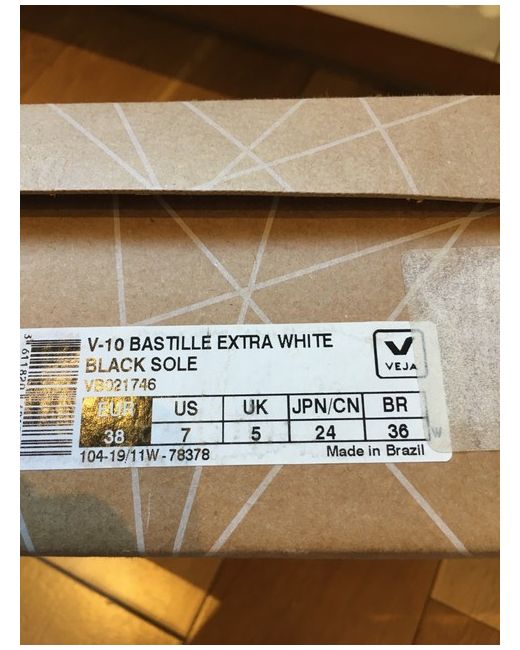 V-10 BASTILLE EXTRA WHITE
BLACK SOLE
VB021746
V
VEJA
EUR US UK JPN/CN BR
38 7 5 24 36 W
104-19/11W-78378 Made in Brazil